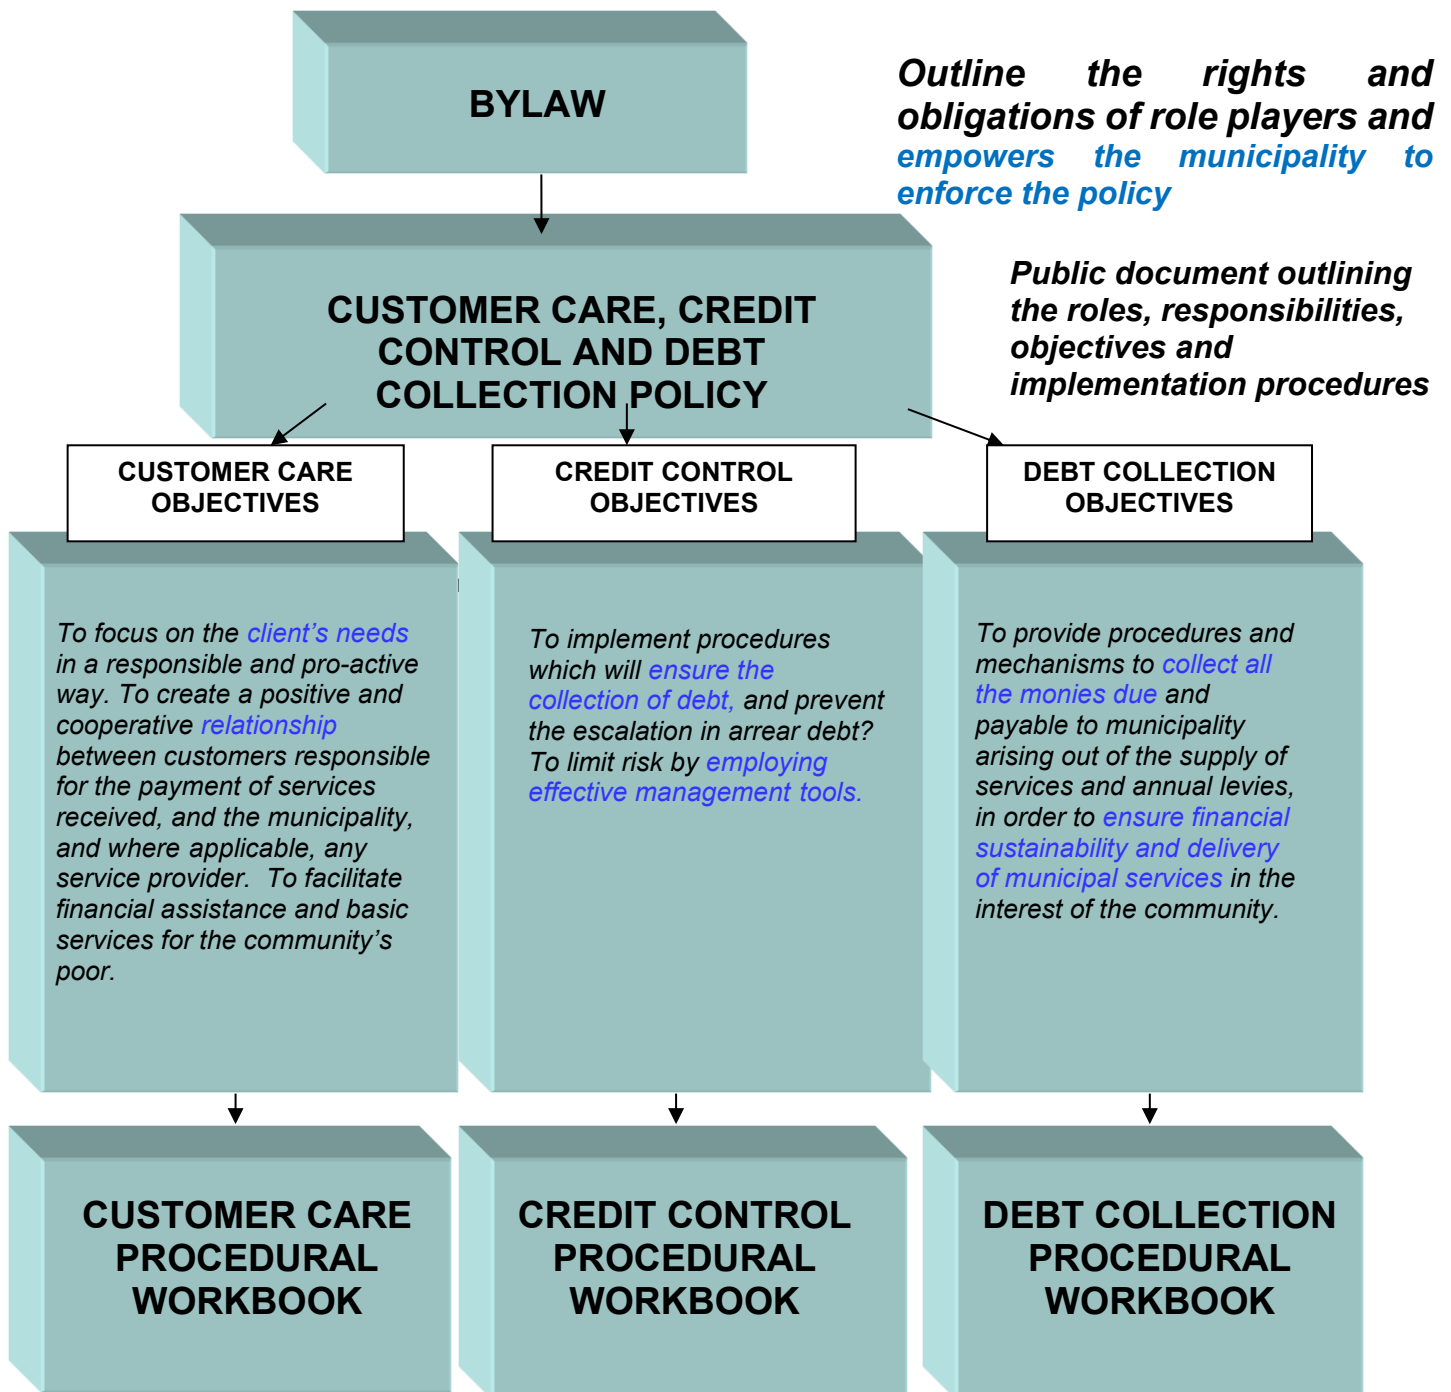 BYLAW
Outline the rights and
obligations of role players and
empowers the municipality to
enforce the policy
CUSTOMER CARE, CREDIT
CONTROL AND DEBT
COLLECTION POLICY
Public document outlining
the roles, responsibilities,
objectives and
implementation procedures
CUSTOMER CARE
OBJECTIVES
CREDIT CONTROL
OBJECTIVES
DEBT COLLECTION
OBJECTIVES
To focus on the client’s needs
in a responsible and pro-active
way. To create a positive and
cooperative relationship
between customers responsible
for the payment of services
received, and the municipality,
and where applicable, any
service provider.  To facilitate
financial assistance and basic
services for the community’s
poor.
To implement procedures
which will ensure the
collection of debt, and prevent
the escalation in arrear debt?
To limit risk by employing
effective management tools.
To provide procedures and
mechanisms to collect all
the monies due and
payable to municipality
arising out of the supply of
services and annual levies,
in order to ensure financial
sustainability and delivery
of municipal services in the
interest of the community.
CUSTOMER CARE
PROCEDURAL
WORKBOOK
CREDIT CONTROL
PROCEDURAL
WORKBOOK
DEBT COLLECTION
PROCEDURAL
WORKBOOK